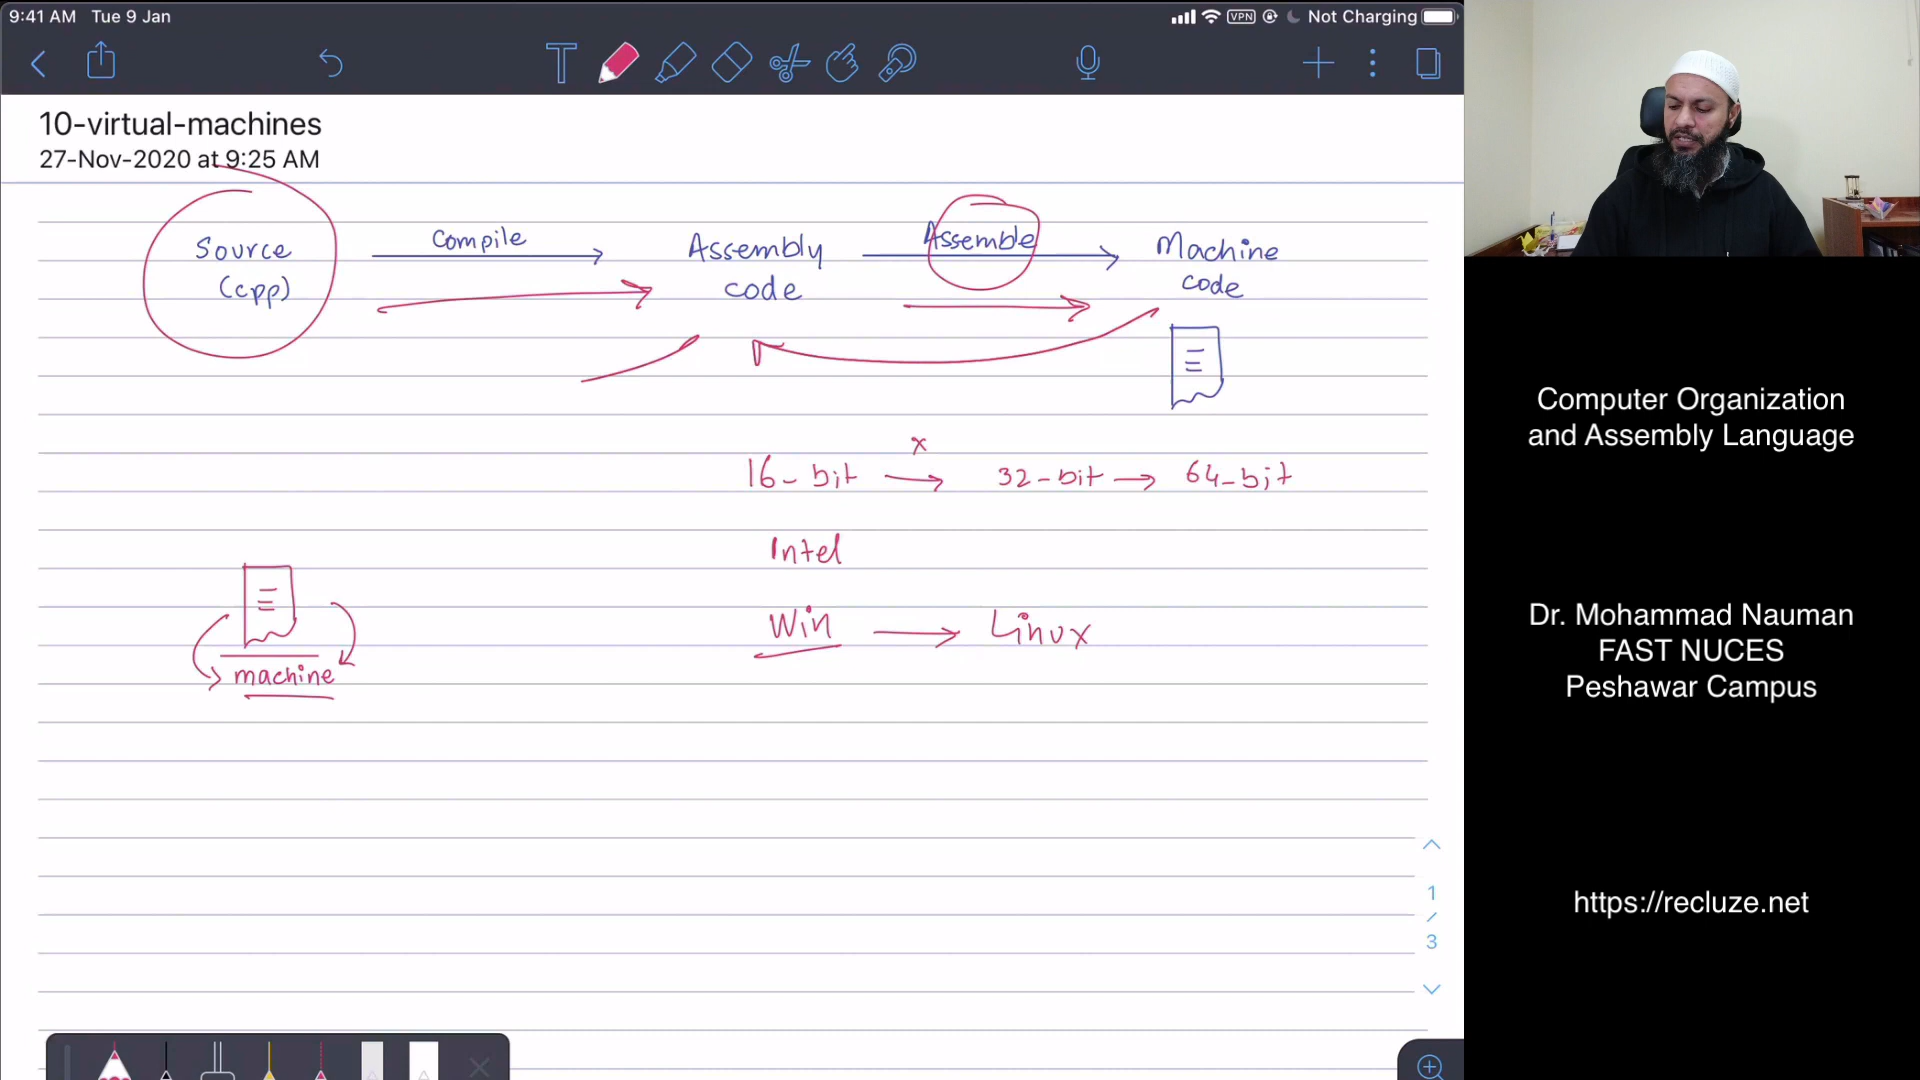 9:41 AM Tue 9 Jan
VPN Not Charging
10-virtual-machines
27-Nov-2020 at 9:25 AM
Source
(cpp)
Compile
Assembly
code
Assemble
Machine
code
x
16-bit → 32-bit → 64-bit
Intel
Win → Linux
machine
1
/
3
Computer Organization
and Assembly Language
Dr. Mohammad Nauman
FAST NUCES
Peshawar Campus
https://recluze.net